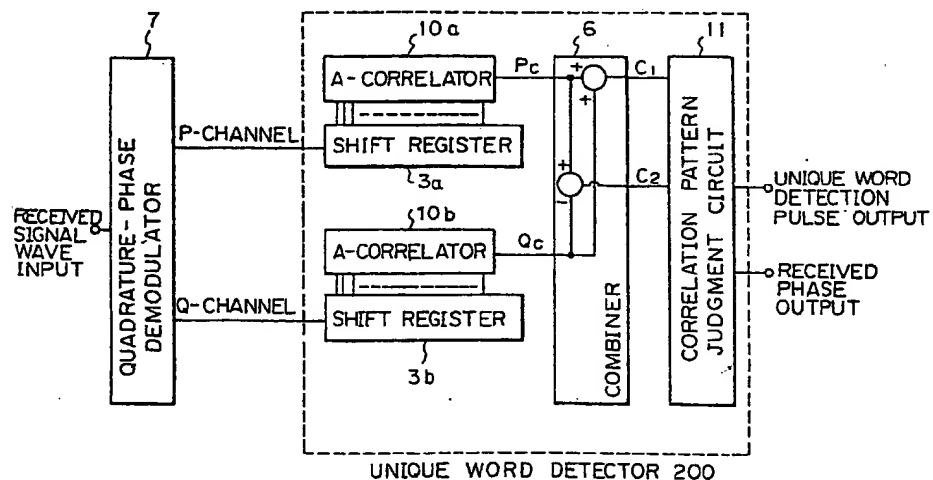 7
10a
6
11
A-CORRELATOR
Pc
+
+
C1
P-CHANNEL
SHIFT REGISTER
3a
+
-
C2
10b
A-CORRELATOR
Qc
Q-CHANNEL
SHIFT REGISTER
3b
QUADRATURE-PHASE
DEMODULATOR
RECEIVED
SIGNAL
WAVE
INPUT
COMBINER
CORRELATION PATTERN
JUDGMENT CIRCUIT
UNIQUE WORD
DETECTION
PULSE OUTPUT
RECEIVED
PHASE
OUTPUT
UNIQUE WORD DETECTOR 200